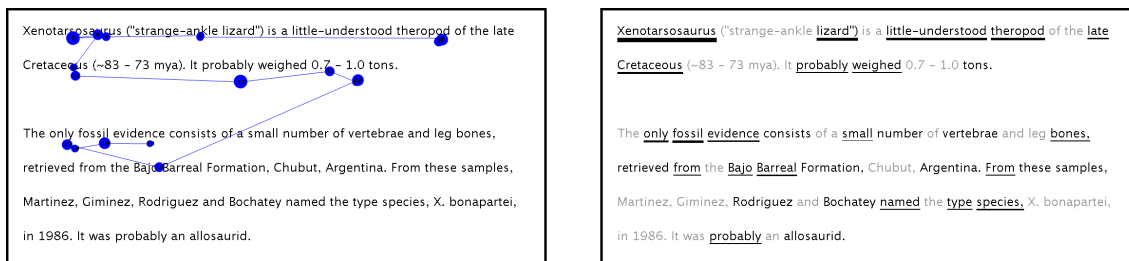 Xenotarsosaurus ("strange-ankle lizard") is a little-understood theropod of the late
Cretaceous (~83 - 73 mya). It probably weighed 0.7 - 1.0 tons.
The only fossil evidence consists of a small number of vertebrae and leg bones,
retrieved from the Bajo Barreal Formation, Chubut, Argentina. From these samples,
Martinez, Giminez, Rodriguez and Bochatey named the type species, X. bonapartei,
in 1986. It was probably an allosaurid.
Xenotarsosaurus ("strange-ankle lizard") is a little-understood theropod of the late
Cretaceous (~83 - 73 mya). It probably weighed 0.7 - 1.0 tons.
The only fossil evidence consists of a small number of vertebrae and leg bones,
retrieved from the Bajo Barreal Formation, Chubut, Argentina. From these samples,
Martinez, Giminez, Rodriguez and Bochatey named the type species, X. bonapartei,
in 1986. It was probably an allosaurid.